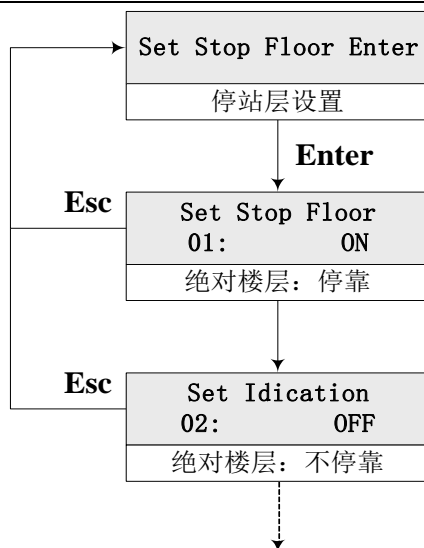 Set Stop Floor Enter
停站层设置
Enter
Esc
Set Stop Floor
01: ON
绝对楼层：停靠
Esc
Set Idication
02: OFF
绝对楼层：不停靠